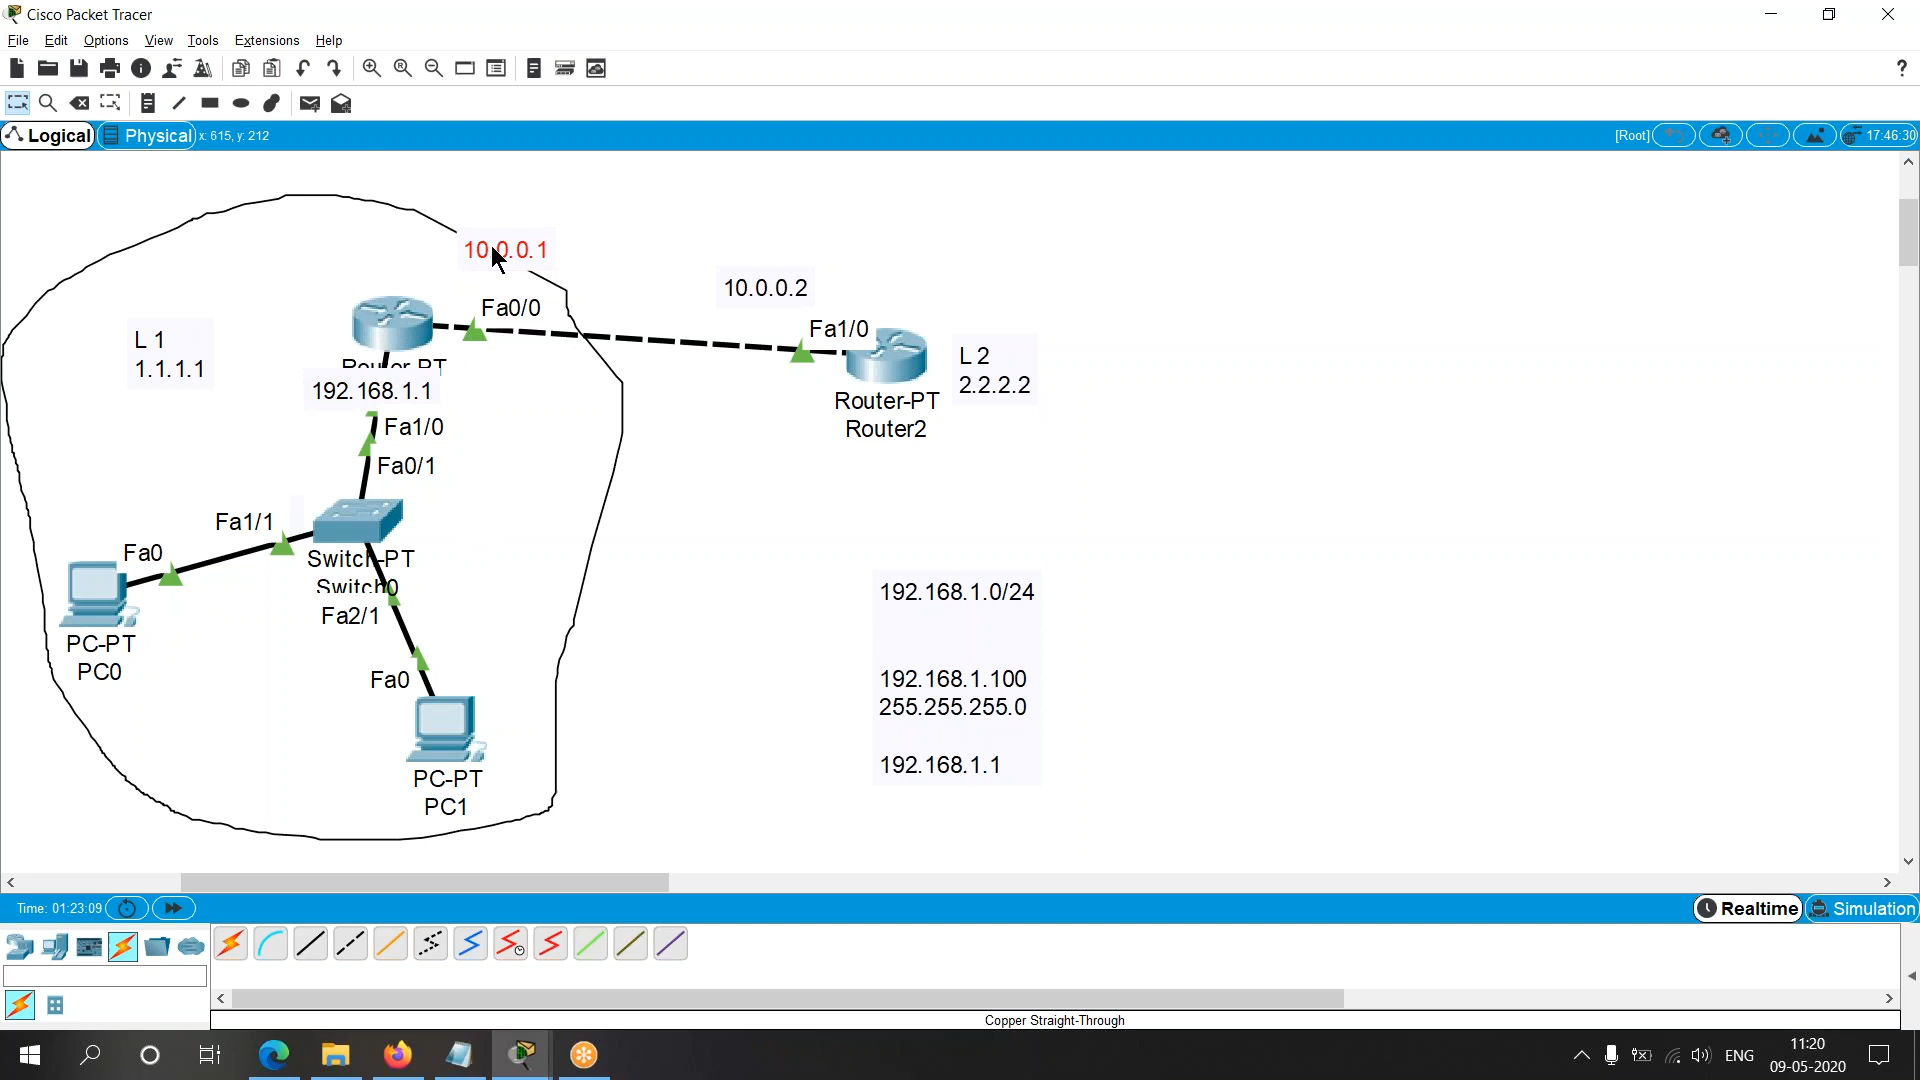 Cisco Packet Tracer
File Edit Options View Tools Extensions Help
?
Logical Physical x: 615, y: 212 [Root] 17:46:30
10.0.0.1
10.0.0.2
Fa0/0
Fa1/0
L 1
1.1.1.1
L 2
2.2.2.2
Router-PT
192.168.1.1
Router-PT
Router2
Fa1/0
Fa0/1
Fa1/1
Fa0
Switch-PT
Switch0
Fa2/1
PC-PT
PC0
Fa0
PC-PT
PC1
192.168.1.0/24
192.168.1.100
255.255.255.0
192.168.1.1
Time: 01:23:09 Realtime Simulation
Copper Straight-Through
ENG 11:20
09-05-2020